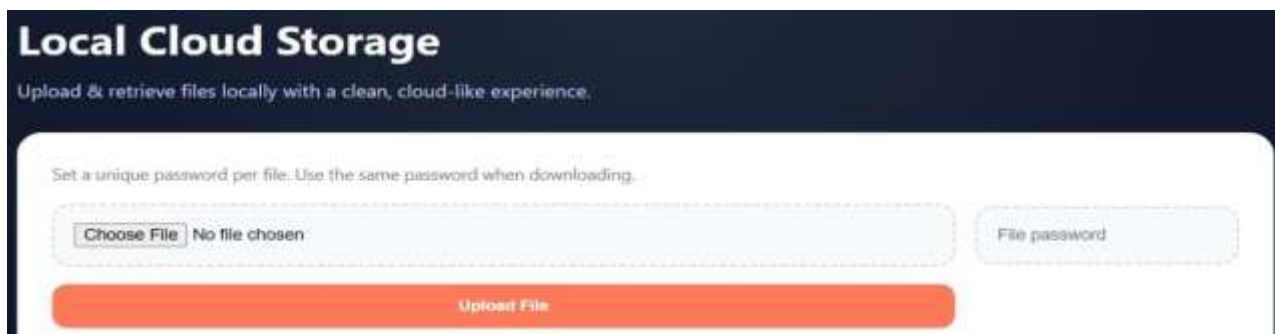 Local Cloud Storage
Upload & retrieve files locally with a clean, cloud-like experience.
Set a unique password per file. Use the same password when downloading.
Choose File No file chosen
File password
Upload File